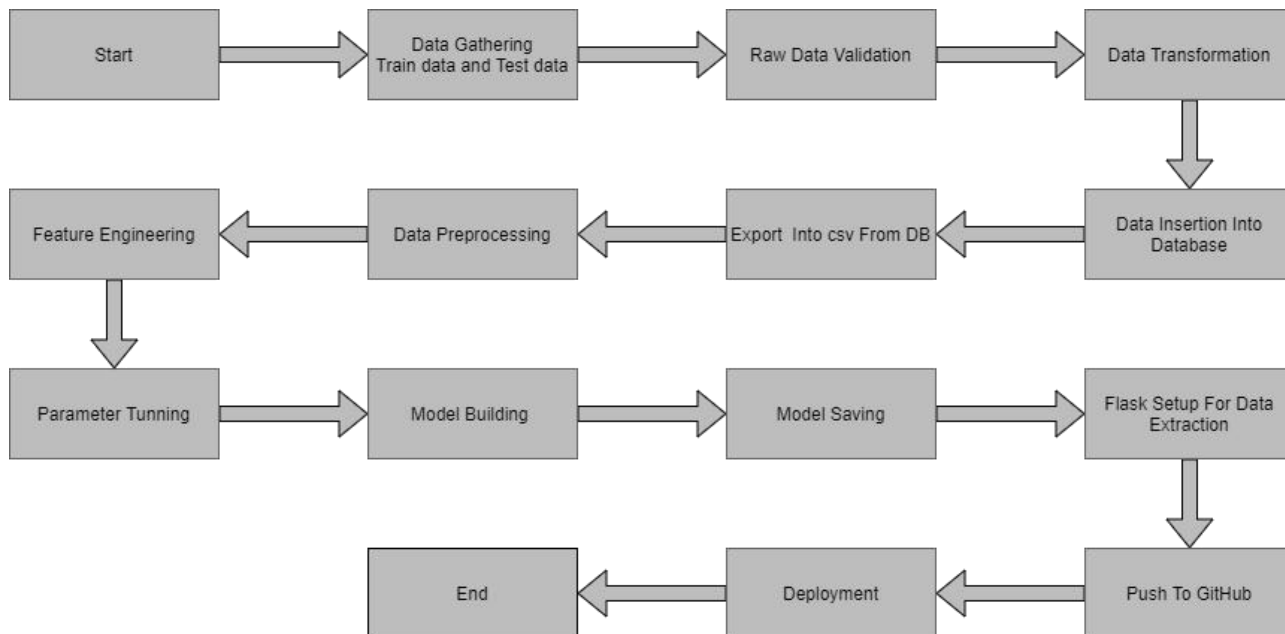 Start
Data Gathering
Train data and Test data
Raw Data Validation
Data Transformation
Data Insertion Into
Database
Export  Into csv From DB
Data Preprocessing
Feature Engineering
Parameter Tunning
Model Building
Model Saving
Flask Setup For Data
Extraction
Push To GitHub
Deployment
End